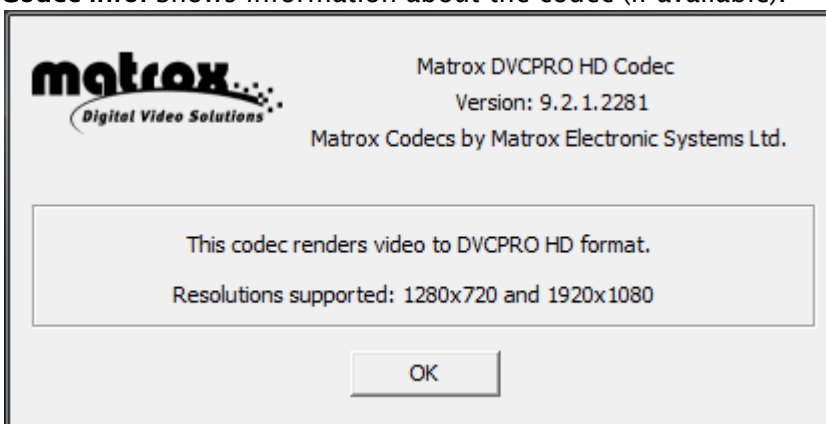 Codec Info: Shows information about the codec (if available).
matrox
Digital Video Solutions
Matrox DVCPRO HD Codec
Version: 9.2.1.2281
Matrox Codecs by Matrox Electronic Systems Ltd.
This codec renders video to DVCPRO HD format.
Resolutions supported: 1280x720 and 1920x1080
OK